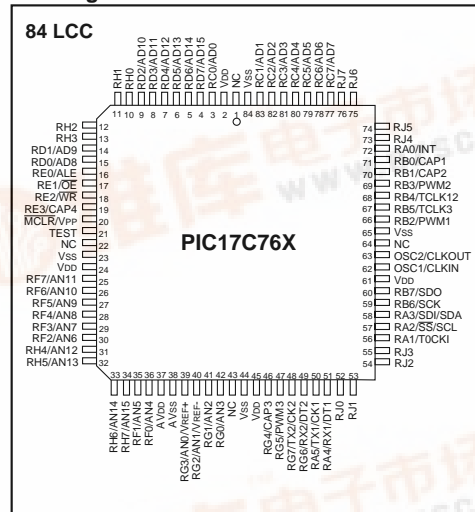 84 LCC
RH1
RH0
RD2/AD10
RD3/AD11
RD4/AD12
RD5/AD13
RD6/AD14
RD7/AD15
RC0/AD0
VDD
NC
VSS
RC1/AD1
RC2/AD2
RC3/AD3
RC4/AD4
RC5/AD5
RC6/AD6
RC7/AD7
RJ7
RJ6
11 10 9 8 7 6 5 4 3 2 1 84 83 82 81 80 79 78 77 76 75
RH2 12
RH3 13
RD1/AD9 14
RD0/AD8 15
RE0/ALE 16
RE1/OE 17
RE2/WR 18
RE3/CAP4 19
MCLR/VPP 20
TEST 21
NC 22
VSS 23
VDD 24
RF7/AN11 25
RF6/AN10 26
RF5/AN9 27
RF4/AN8 28
RF3/AN7 29
RF2/AN6 30
RH4/AN12 31
RH5/AN13 32
PIC17C76X
74 RJ5
73 RJ4
72 RA0/INT
71 RB0/CAP1
70 RB1/CAP2
69 RB3/PWM2
68 RB4/TCLK12
67 RB5/TCLK3
66 RB2/PWM1
65 VSS
64 NC
63 OSC2/CLKOUT
62 OSC1/CLKIN
61 VDD
60 RB7/SDO
59 RB6/SCK
58 RA3/SDI/SDA
57 RA2/SS/SCL
56 RA1/T0CKI
55 RJ3
54 RJ2
33 34 35 36 37 38 39 40 41 42 43 44 45 46 47 48 49 50 51 52 53
RH6/AN14
RH7/AN15
RF1/AN5
RF0/AN4
AVDD
AVSS
RG3/AN0/VREF+
RG2/AN1/VREF-
RG1/AN2
RG0/AN3
NC
VSS
VDD
RG4/CAP3
RG5/PWM3
RG7/TX2/CK2
RG6/RX2/DT2
RA5/TX1/CK1
RA4/RX1/DT1
RJ0
RJ1